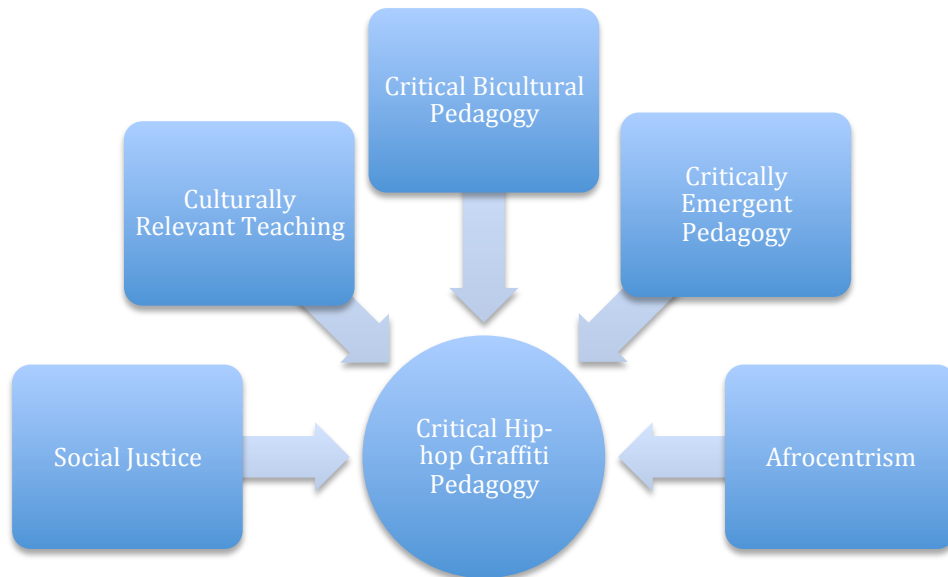 Critical Bicultural
Pedagogy
Culturally
Relevant Teaching
Critically
Emergent
Pedagogy
Social Justice
Critical Hip-
hop Graffiti
Pedagogy
Afrocentrism